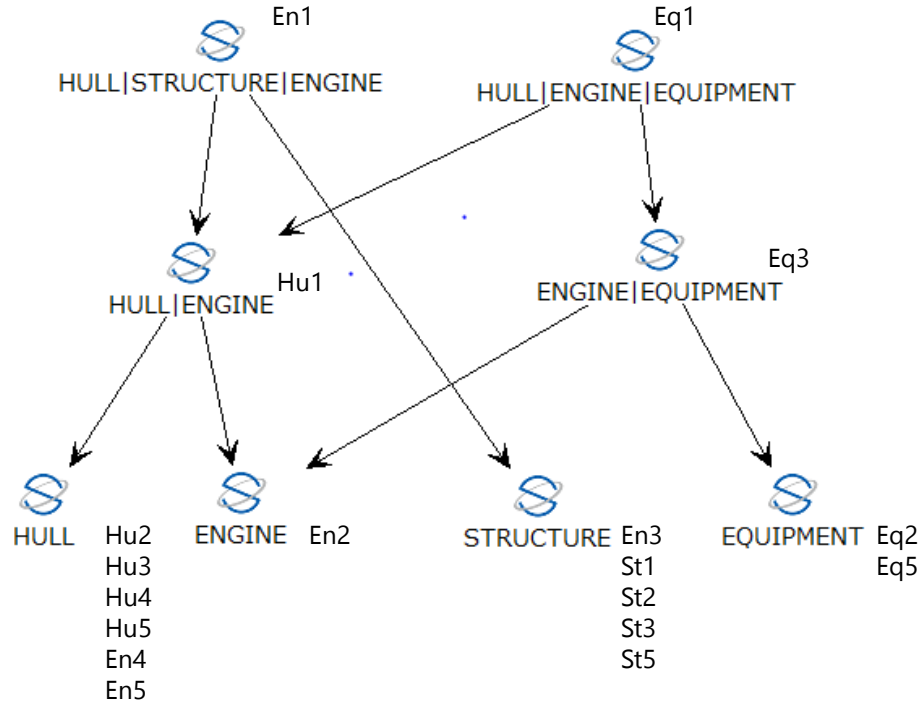 En1
Eq1
HULL|STRUCTURE|ENGINE
HULL|ENGINE|EQUIPMENT
Eq3
Hu1
HULL|ENGINE
ENGINE|EQUIPMENT
HULL
Hu2
Hu3
Hu4
Hu5
En4
En5
ENGINE
En2
STRUCTURE
En3
St1
St2
St3
St5
EQUIPMENT
Eq2
Eq5